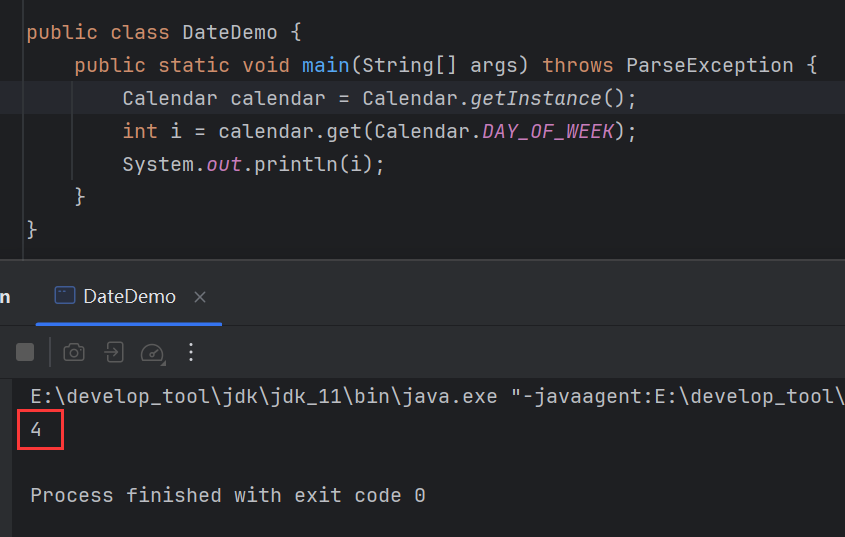 public class DateDemo {
public static void main(String[] args) throws ParseException {
Calendar calendar = Calendar.getInstance();
int i = calendar.get(Calendar.DAY_OF_WEEK);
System.out.println(i);
}
}
n
DateDemo
E:\develop_tool\jdk\jdk_11\bin\java.exe "-javaagent:E:\develop_tool\
4
Process finished with exit code 0